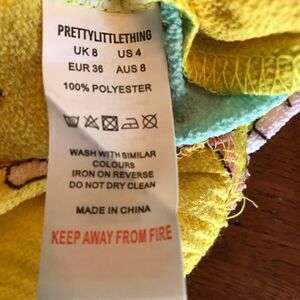 PRETTYLITTLETHING
UK 8 US 4
EUR 36 AUS 8
100% POLYESTER
WASH WITH SIMILAR
COLOURS
IRON ON REVERSE
DO NOT DRY CLEAN
MADE IN CHINA
KEEP AWAY FROM FIRE